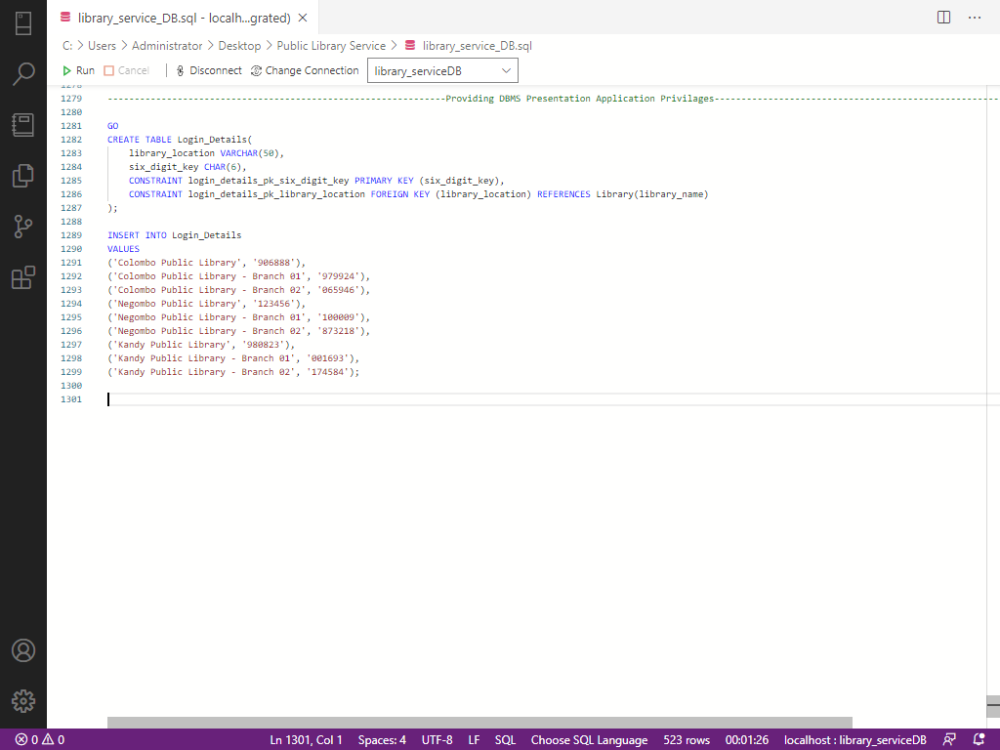 library_service_DB.sql - localh...grated)
C: > Users > Administrator > Desktop > Public Library Service > library_service_DB.sql
Run Cancel Disconnect Change Connection library_serviceDB
1278
1279 ----------------------------------------------------------------Providing DBMS Presentation Application Privilages----------------------------------------------------------------
1280
1281 GO
1282 CREATE TABLE Login_Details(
1283 library_location VARCHAR(50),
1284 six_digit_key CHAR(6),
1285 CONSTRAINT login_details_pk_six_digit_key PRIMARY KEY (six_digit_key),
1286 CONSTRAINT login_details_pk_library_location FOREIGN KEY (library_location) REFERENCES Library(library_name)
1287 );
1288
1289 INSERT INTO Login_Details
1290 VALUES
1291 ('Colombo Public Library', '906888'),
1292 ('Colombo Public Library - Branch 01', '979924'),
1293 ('Colombo Public Library - Branch 02', '065946'),
1294 ('Negombo Public Library', '123456'),
1295 ('Negombo Public Library - Branch 01', '100009'),
1296 ('Negombo Public Library - Branch 02', '873218'),
1297 ('Kandy Public Library', '980823'),
1298 ('Kandy Public Library - Branch 01', '001693'),
1299 ('Kandy Public Library - Branch 02', '174584');
1300
1301
0 0 Ln 1301, Col 1 Spaces: 4 UTF-8 LF SQL Choose SQL Language 523 rows 00:01:26 localhost : library_serviceDB